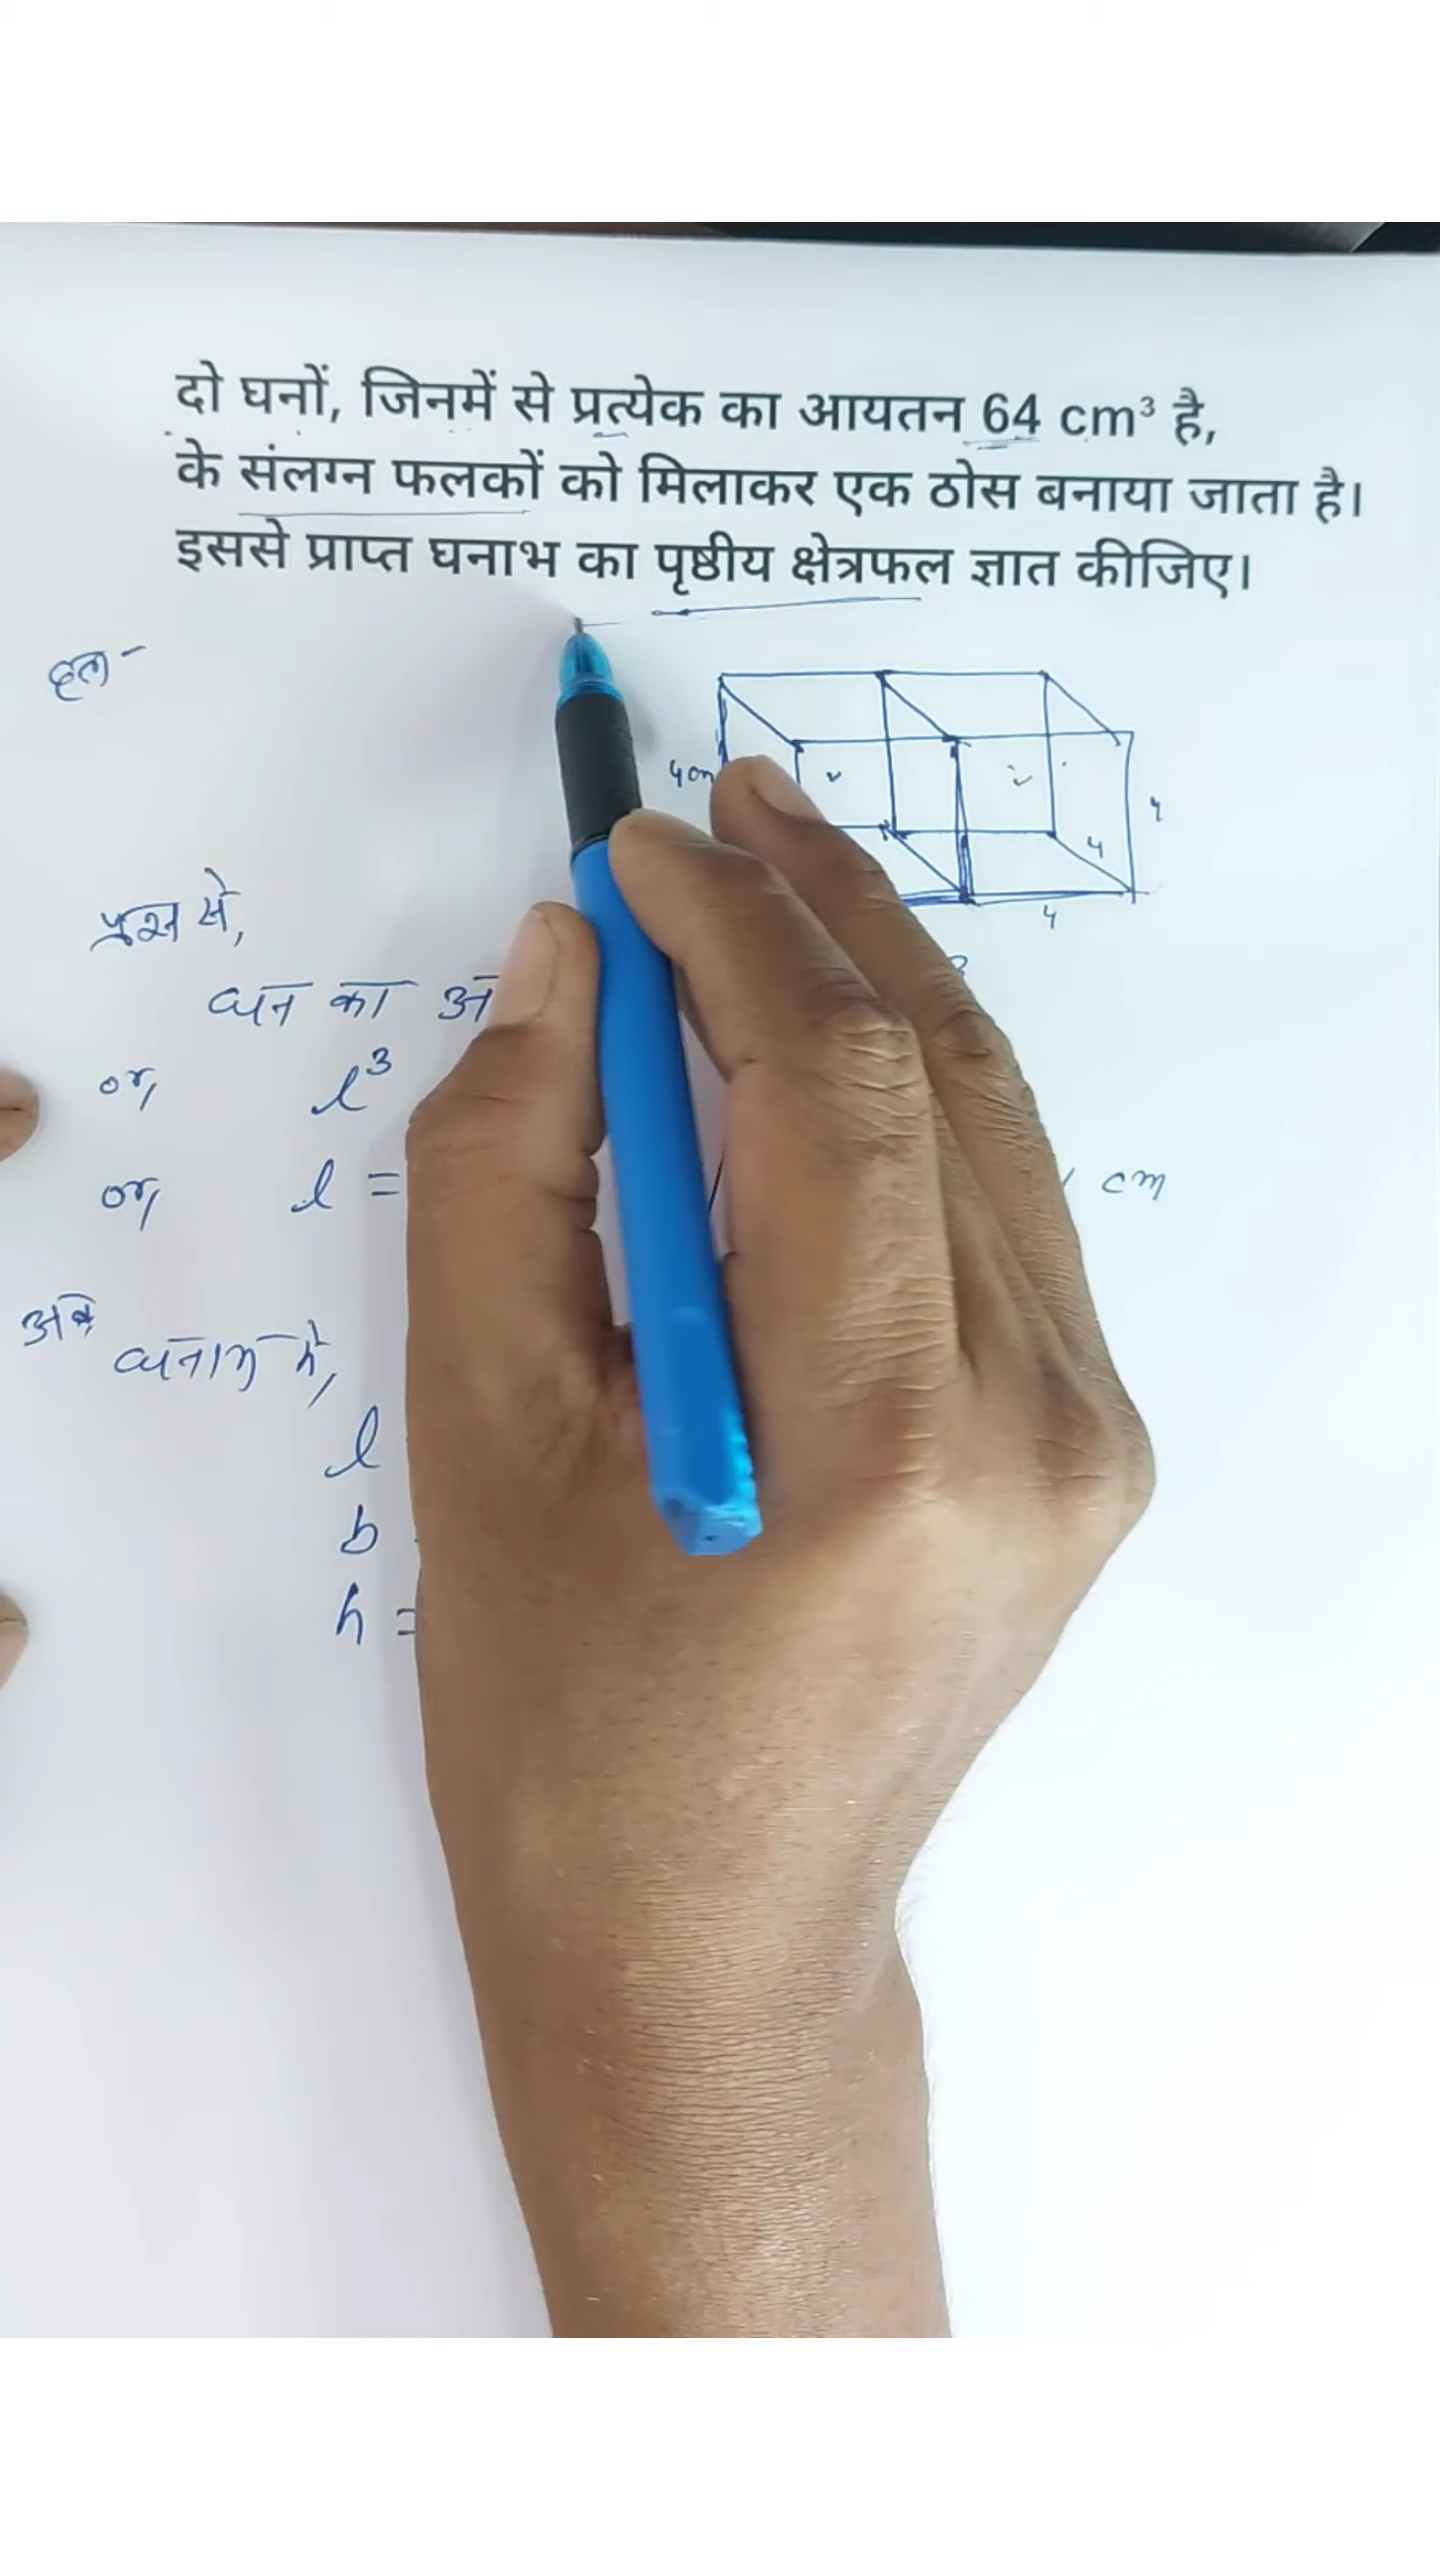 दो घनों, जिनमें से प्रत्येक का आयतन 64 cm³ है,
के संलग्न फलकों को मिलाकर एक ठोस बनाया जाता है।
इससे प्राप्त घनाभ का पृष्ठीय क्षेत्रफल ज्ञात कीजिए।
हल-
4cm
4
4
4
प्रश्न से,
घन का
or, l³
or, l = cm
अब,
घनाभ में,
l
b
h =